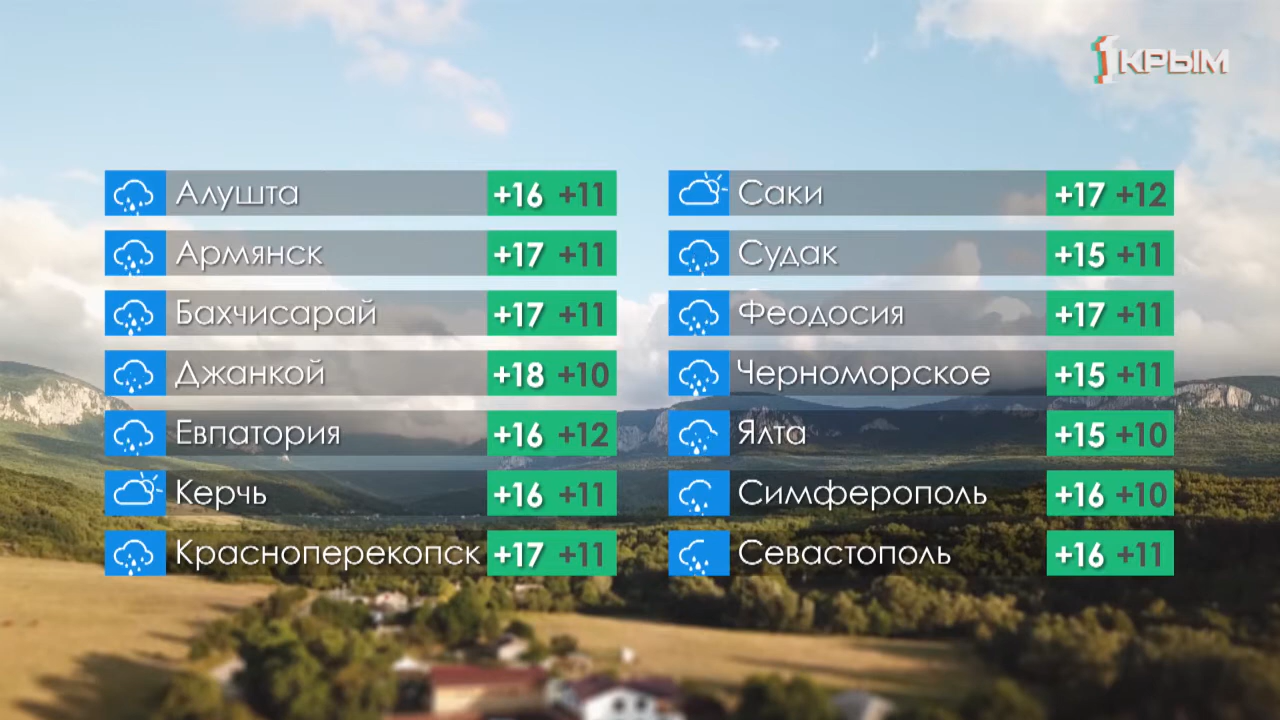 1 КРЫМ
Алушта +16 +11
Армянск +17 +11
Бахчисарай +17 +11
Джанкой +18 +10
Евпатория +16 +12
Керчь +16 +11
Красноперекопск +17 +11
Саки +17 +12
Судак +15 +11
Феодосия +17 +11
Черноморское +15 +11
Ялта +15 +10
Симферополь +16 +10
Севастополь +16 +11